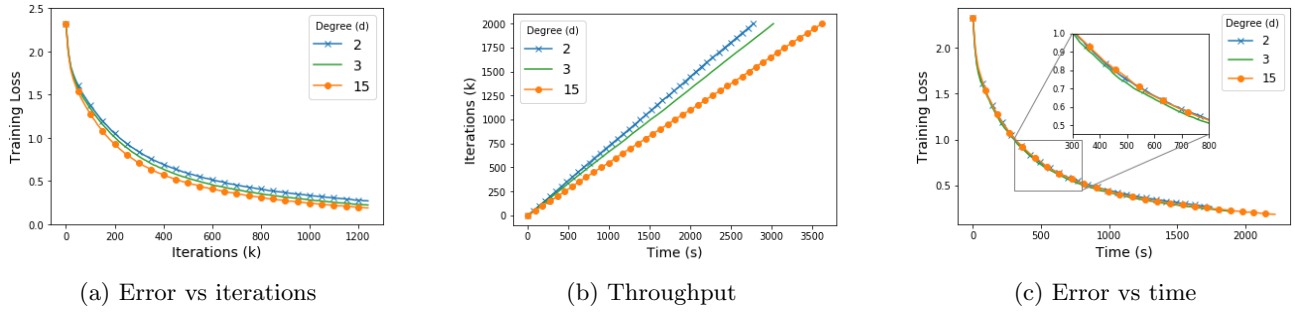 2.5
2.0
1.5
1.0
0.5
0.0
Training Loss
0 200 400 600 800 1000 1200
Iterations (k)
Degree (d)
2
3
15
(a) Error vs iterations
2000
1750
1500
1250
1000
750
500
250
0
Iterations (k)
0 500 1000 1500 2000 2500 3000 3500
Time (s)
Degree (d)
2
3
15
(b) Throughput
2.0
1.5
1.0
0.5
Training Loss
0 500 1000 1500 2000
Time (s)
1.0
0.9
0.8
0.7
0.6
0.5
300 400 500 600 700 800
Degree (d)
2
3
15
(c) Error vs time